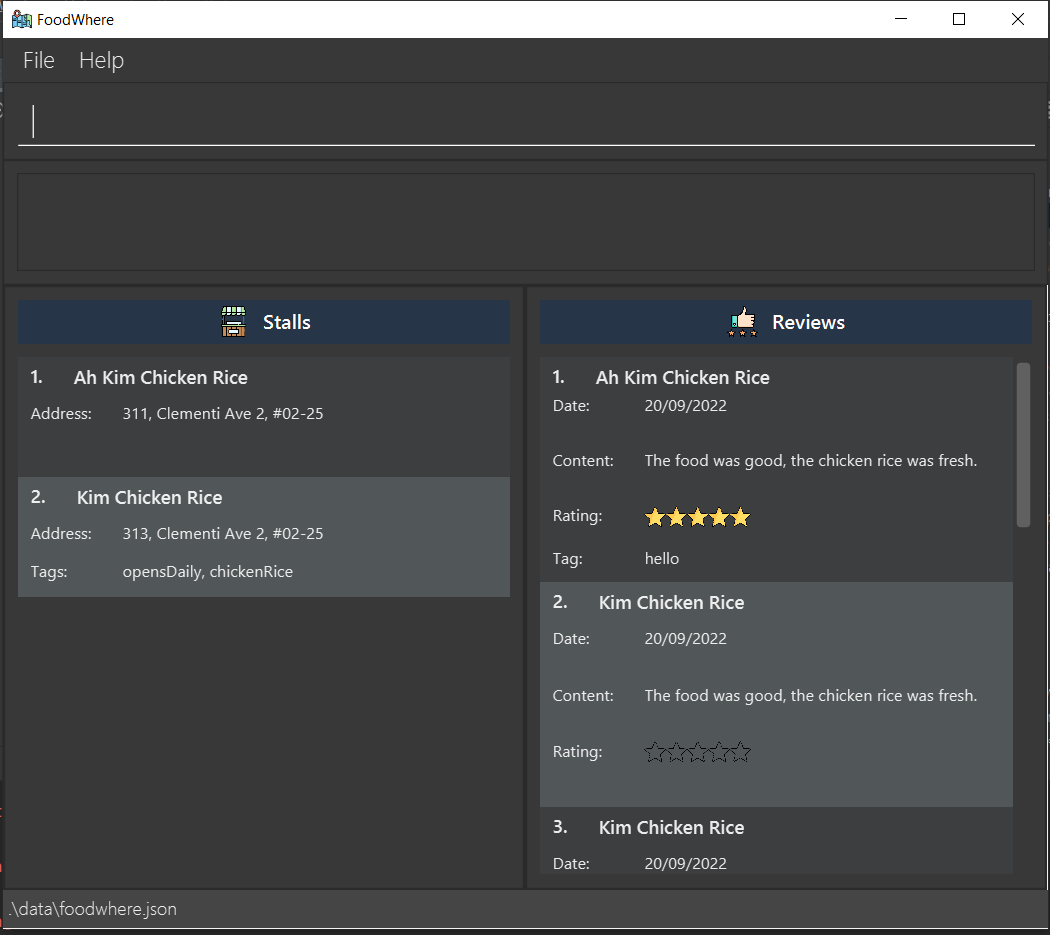 FoodWhere
File Help
Stalls
1. Ah Kim Chicken Rice
Address: 311, Clementi Ave 2, #02-25
2. Kim Chicken Rice
Address: 313, Clementi Ave 2, #02-25
Tags: opensDaily, chickenRice
Reviews
1. Ah Kim Chicken Rice
Date: 20/09/2022
Content: The food was good, the chicken rice was fresh.
Rating:
Tag: hello
2. Kim Chicken Rice
Date: 20/09/2022
Content: The food was good, the chicken rice was fresh.
Rating:
3. Kim Chicken Rice
Date: 20/09/2022
.\data\foodwhere.json